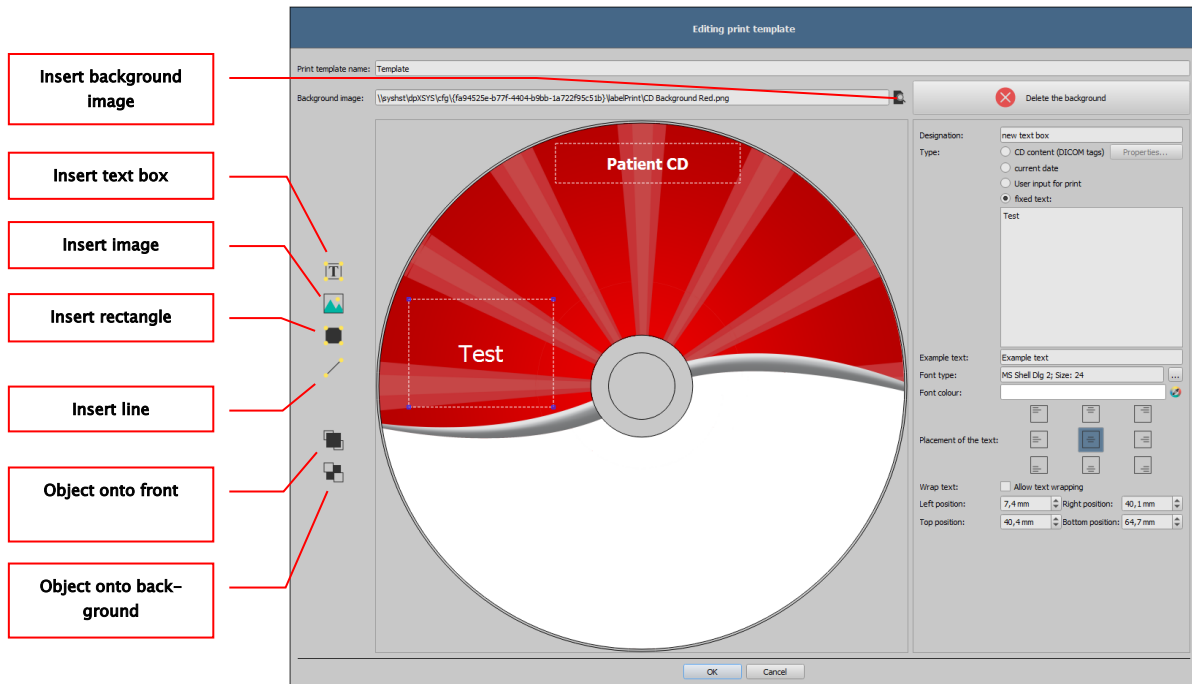 Editing print template
Insert background
image
Print template name: Template
Background image: \\syshst\dpXSYS\cfg\{fa94525e-b77f-4404-b9bb-1a722f95c51b}\labelPrint\CD Background Red.png
Delete the background
Insert text box
Insert image
Insert rectangle
Insert line
Object onto front
Object onto back-
ground
Patient CD
Test
Designation: new text box
Type: CD content (DICOM tags) Properties...
current date
User input for print
fixed text:
Test
Example text: Example text
Font type: MS Shell Dlg 2; Size: 24 ...
Font colour:
Placement of the text:
Wrap text: Allow text wrapping
Left position: 7,4 mm Right position: 40,1 mm
Top position: 40,4 mm Bottom position: 64,7 mm
OK Cancel